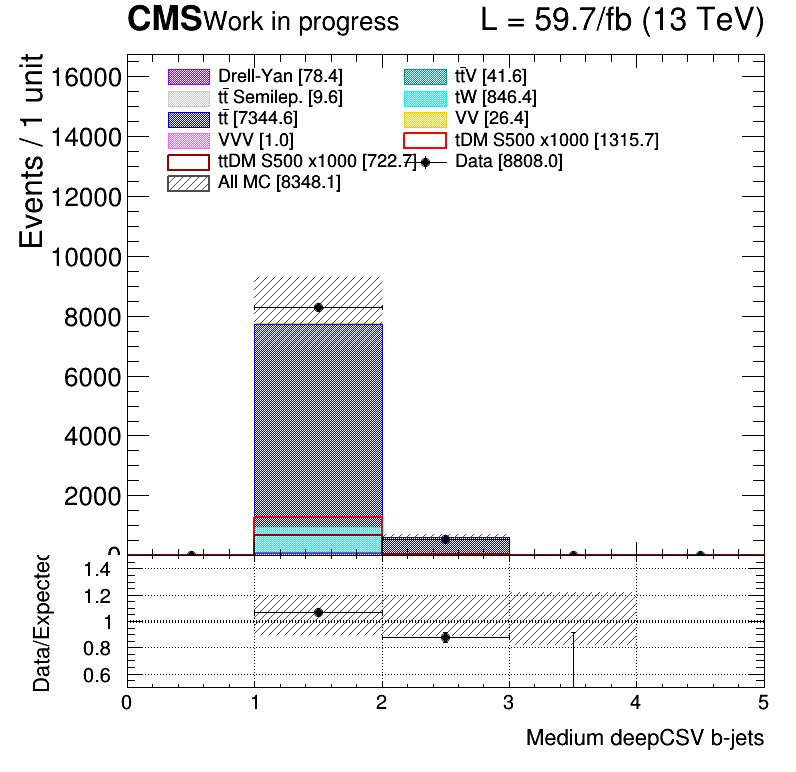 CMS Work in progress L = 59.7/fb (13 TeV)
Events / 1 unit
16000
14000
12000
10000
8000
6000
4000
2000
0
Drell-Yan [78.4]
tt̄V [41.6]
tt̄ Semilep. [9.6]
tW [846.4]
tt̄ [7344.6]
VV [26.4]
VVV [1.0]
tDM S500 x1000 [1315.7]
ttDM S500 x1000 [722.7]
Data [8808.0]
All MC [8348.1]
Data/Expected
1.4
1.2
1
0.8
0.6
0 1 2 3 4 5
Medium deepCSV b-jets